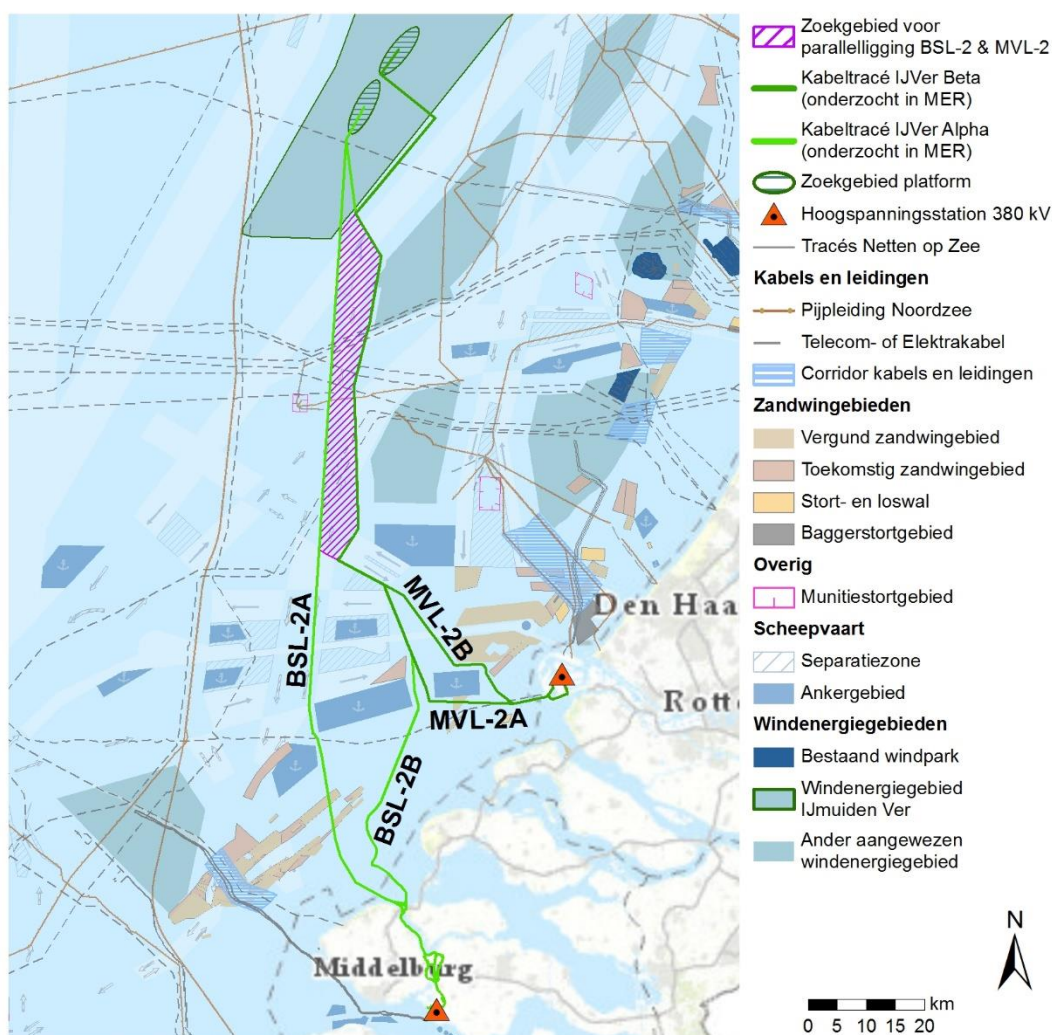 Zoekgebied voor
parallelligging BSL-2 & MVL-2
Kabeltracé IJVer Beta
(onderzocht in MER)
Kabeltracé IJVer Alpha
(onderzocht in MER)
Zoekgebied platform
Hoogspanningsstation 380 kV
Tracés Netten op Zee
Kabels en leidingen
Pijpleiding Noordzee
Telecom- of Elektrakabel
Corridor kabels en leidingen
Zandwingebieden
Vergund zandwingebied
Toekomstig zandwingebied
Stort- en loswal
Baggerstortgebied
Overig
Munitiestortgebied
Scheepvaart
Separatiezone
Ankergebied
Windenergiegebieden
Bestaand windpark
Windenergiegebied
IJmuiden Ver
Ander aangewezen
windenergiegebied
BSL-2A
MVL-2B
Den Haa
Rotte
MVL-2A
BSL-2B
Middelburg
N
km
0 5 10 20